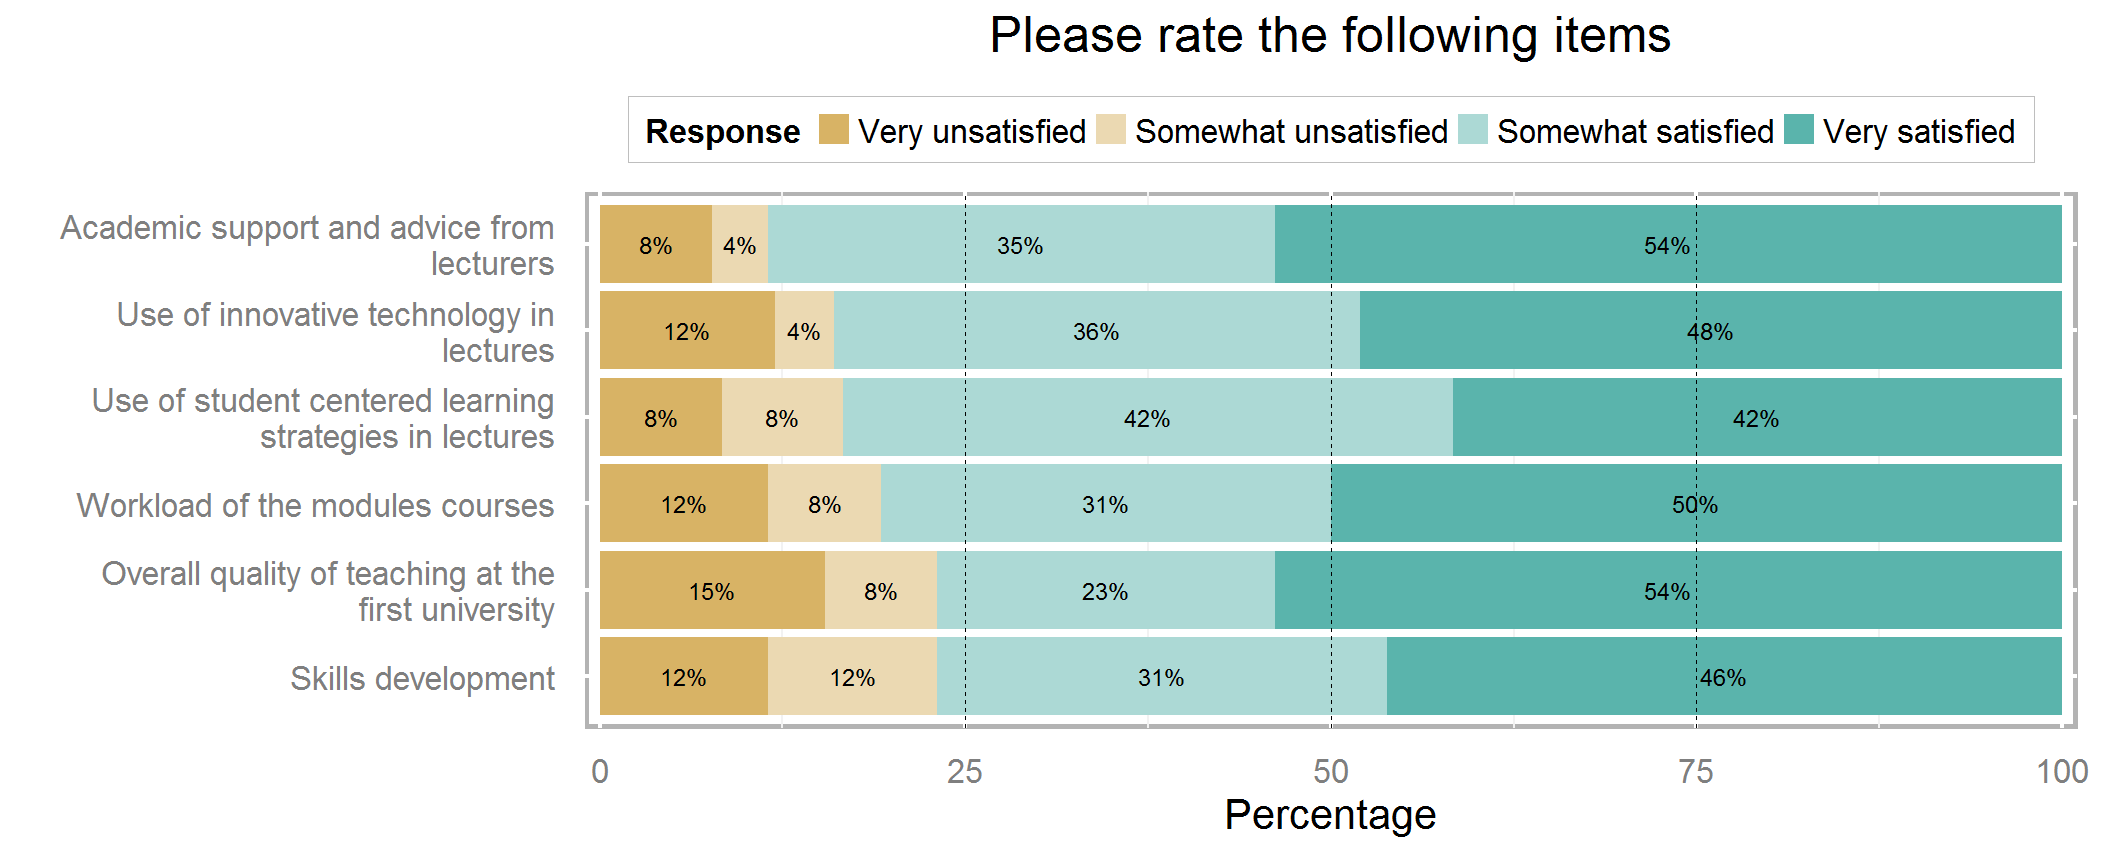 Please rate the following items
Response Very unsatisfied Somewhat unsatisfied Somewhat satisfied Very satisfied
Academic support and advice from
lecturers
8% 4% 35% 54%
Use of innovative technology in
lectures
12% 4% 36% 48%
Use of student centered learning
strategies in lectures
8% 8% 42% 42%
Workload of the modules courses
12% 8% 31% 50%
Overall quality of teaching at the
first university
15% 8% 23% 54%
Skills development
12% 12% 31% 46%
0 25 50 75 100
Percentage